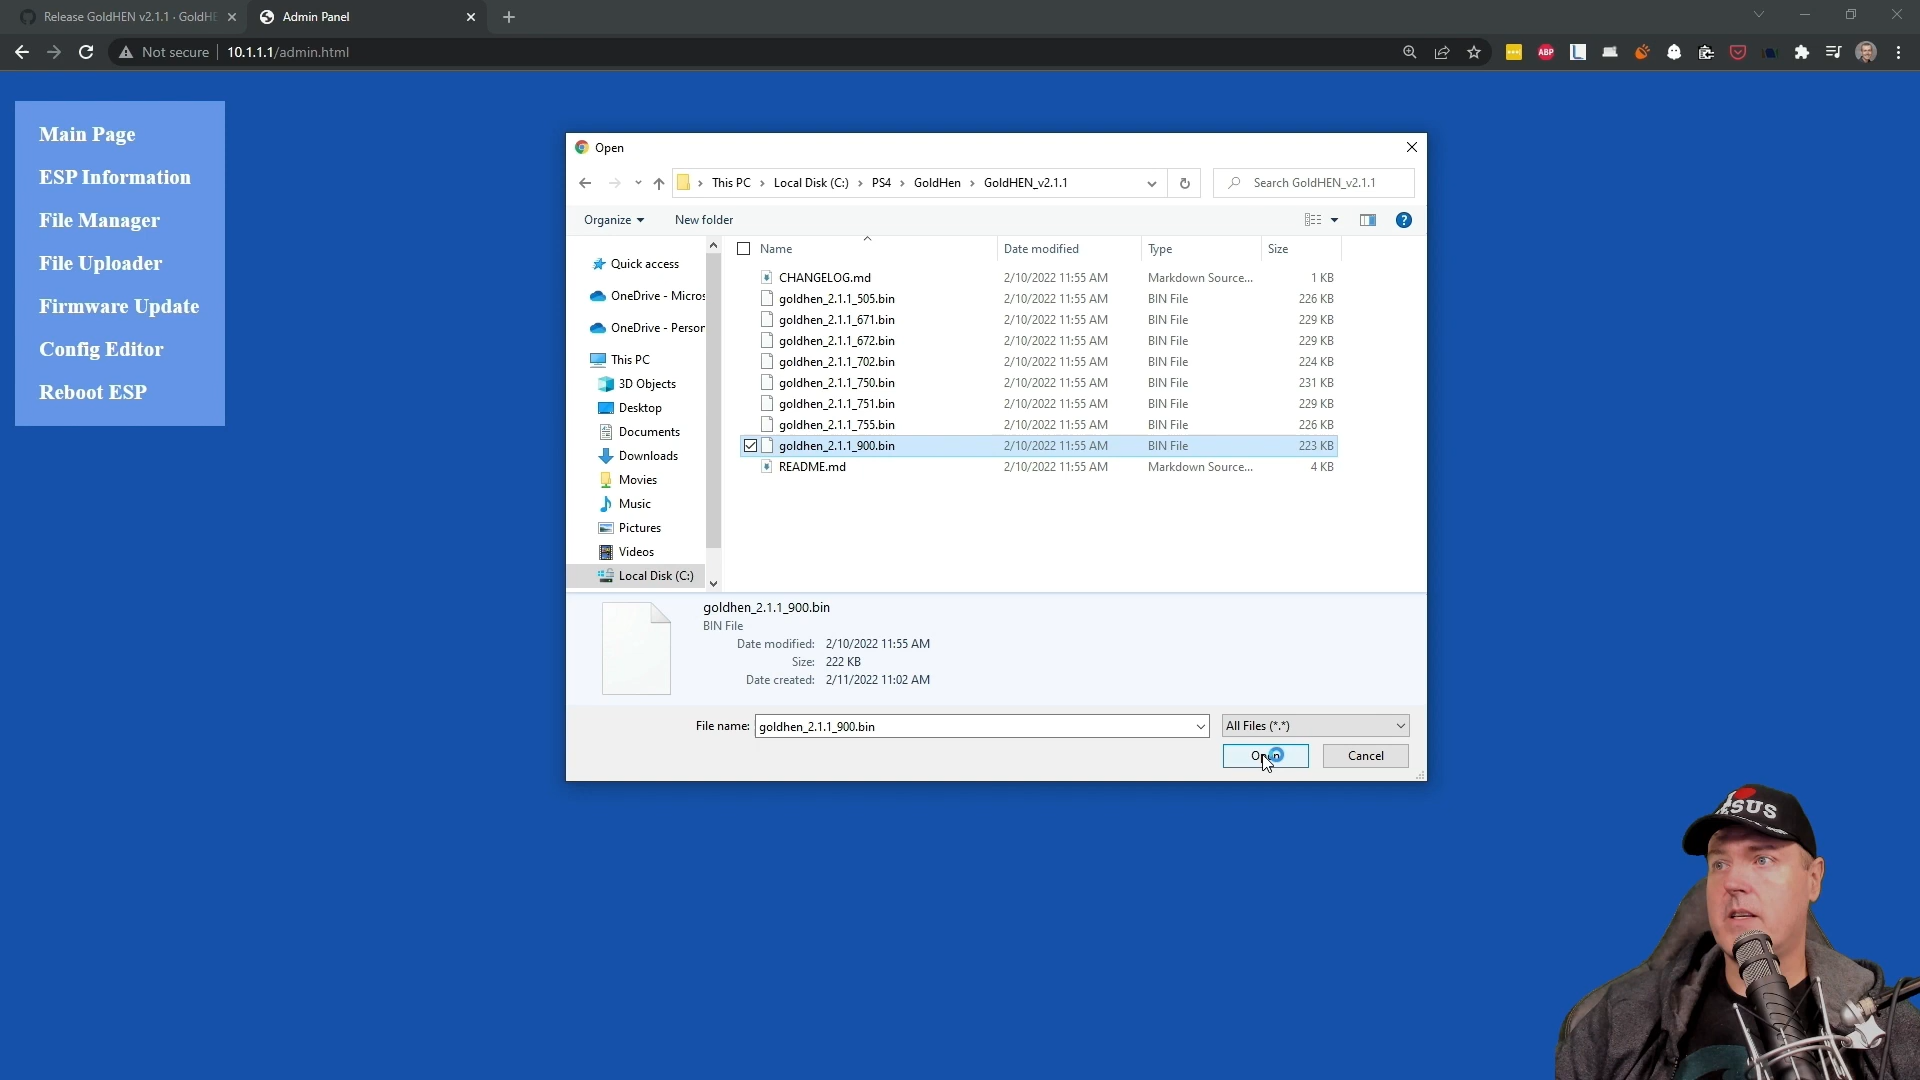 Release GoldHEN v2.1.1 · GoldHE
Admin Panel
Not secure
10.1.1.1/admin.html
ABP
Main Page
ESP Information
File Manager
File Uploader
Firmware Update
Config Editor
Reboot ESP
Open
This PC › Local Disk (C:) › PS4 › GoldHen › GoldHEN_v2.1.1
Search GoldHEN_v2.1.1
Organize
New folder
Quick access
OneDrive - Micros
OneDrive - Person
This PC
3D Objects
Desktop
Documents
Downloads
Movies
Music
Pictures
Videos
Local Disk (C:)
Name Date modified Type Size
CHANGELOG.md 2/10/2022 11:55 AM Markdown Source... 1 KB
goldhen_2.1.1_505.bin 2/10/2022 11:55 AM BIN File 226 KB
goldhen_2.1.1_671.bin 2/10/2022 11:55 AM BIN File 229 KB
goldhen_2.1.1_672.bin 2/10/2022 11:55 AM BIN File 229 KB
goldhen_2.1.1_702.bin 2/10/2022 11:55 AM BIN File 224 KB
goldhen_2.1.1_750.bin 2/10/2022 11:55 AM BIN File 231 KB
goldhen_2.1.1_751.bin 2/10/2022 11:55 AM BIN File 229 KB
goldhen_2.1.1_755.bin 2/10/2022 11:55 AM BIN File 226 KB
goldhen_2.1.1_900.bin 2/10/2022 11:55 AM BIN File 223 KB
README.md 2/10/2022 11:55 AM Markdown Source... 4 KB
goldhen_2.1.1_900.bin
BIN File
Date modified: 2/10/2022 11:55 AM
Size: 222 KB
Date created: 2/11/2022 11:02 AM
File name: goldhen_2.1.1_900.bin
All Files (*.*)
Open
Cancel